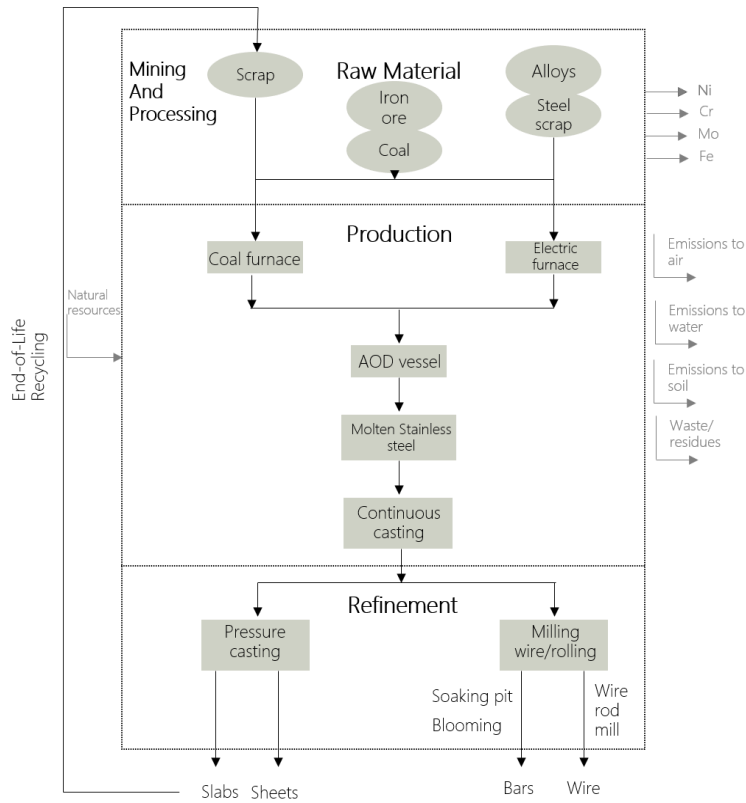 Mining
And
Processing
Scrap
Raw Material
Iron
ore
Coal
Alloys
Steel
scrap
Ni
Cr
Mo
Fe
Production
Coal furnace
Electric
furnace
Emissions to
air
Natural
resources
End-of-Life
Recycling
Emissions to
water
AOD vessel
Emissions to
soil
Molten Stainless
steel
Waste/
residues
Continuous
casting
Refinement
Pressure
casting
Milling
wire/rolling
Soaking pit
Blooming
Wire
rod
mill
Slabs
Sheets
Bars
Wire